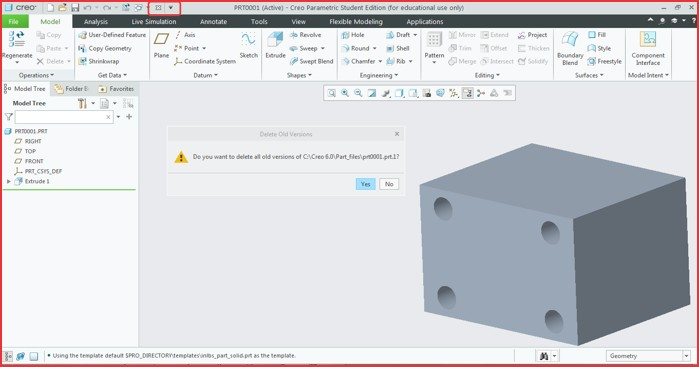 creo PRT0001 (Active) - Creo Parametric Student Edition (for educational use only)
File Model Analysis Live Simulation Annotate Tools View Flexible Modeling Applications
Regenerate
Copy
Paste
Delete
Operations
User-Defined Feature
Copy Geometry
Shrinkwrap
Get Data
Plane
Axis
Point
Coordinate System
Datum
Sketch
Extrude
Revolve
Sweep
Swept Blend
Shapes
Hole
Round
Chamfer
Draft
Shell
Rib
Engineering
Pattern
Mirror
Trim
Merge
Extend
Offset
Intersect
Project
Thicken
Solidify
Editing
Boundary
Blend
Fill
Style
Freestyle
Surfaces
Component
Interface
Model Intent
Model Tree Favorites
Model Tree
PRT0001.PRT
RIGHT
TOP
FRONT
PRT_CSYS_DEF
Extrude 1
Delete Old Versions
Do you want to delete all old versions of C:\Creo 6.0\Part_files\prt0001.prt.1?
Yes No
• Using the template default $PRO_DIRECTORY\templates\inlbs_part_solid.prt as the template.
Geometry